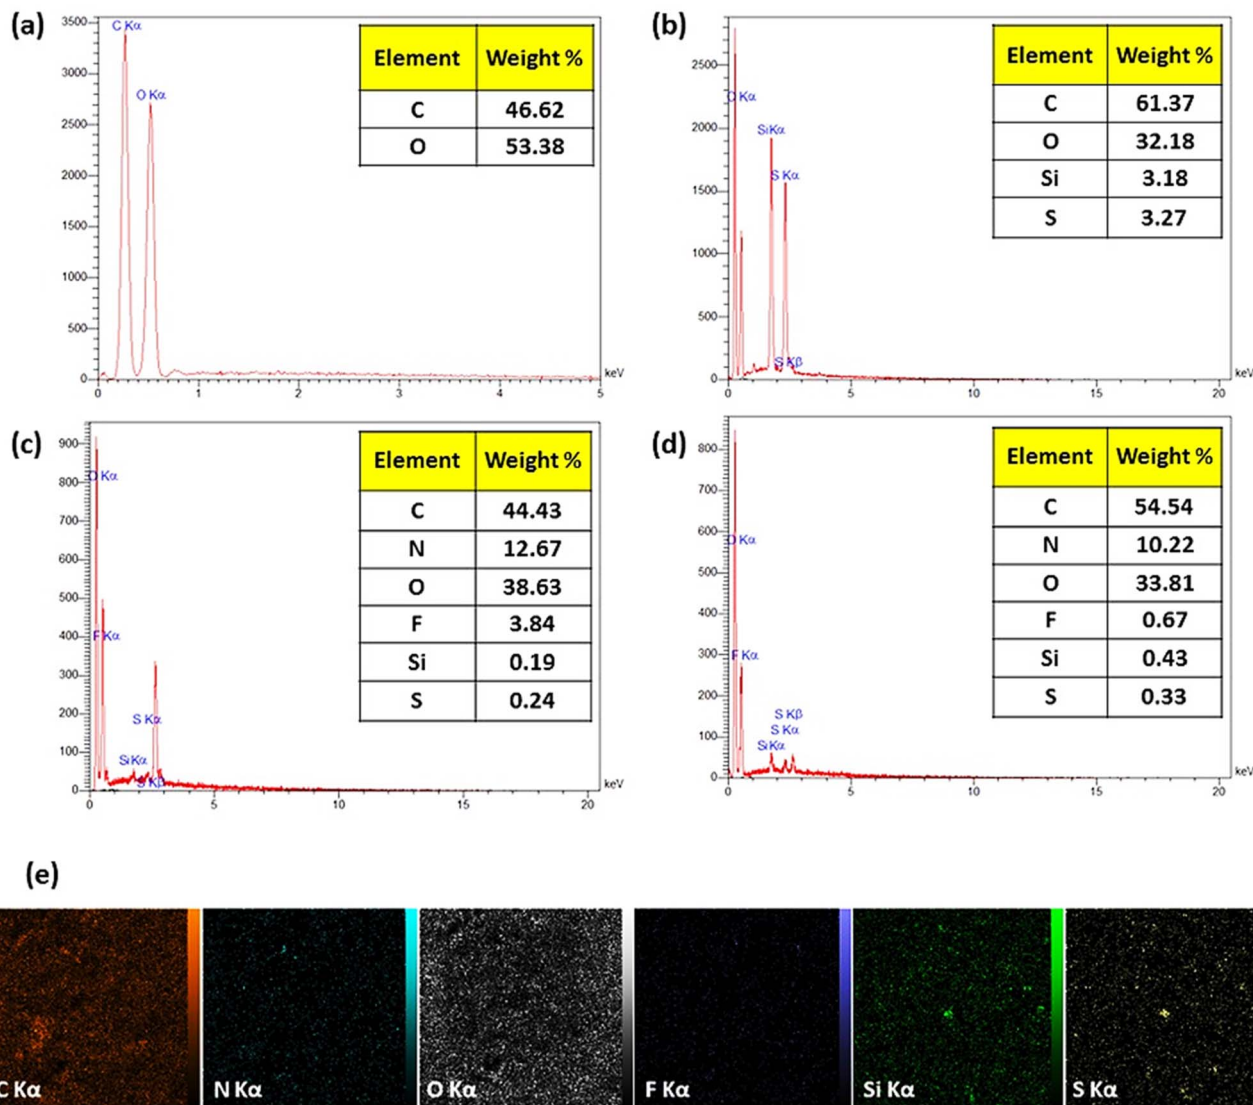 (a)
3500
3000
2500
2000
1500
1000
500
0
C Kα
O Kα
Element Weight %
C 46.62
O 53.38
0 1 2 3 4 5
keV
(b)
2500
2000
1500
1000
500
0
O Kα
Si Kα
S Kα
S Kβ
Element Weight %
C 61.37
O 32.18
Si 3.18
S 3.27
0 5 10 15 20
keV
(c)
900
800
700
600
500
400
300
200
100
0
O Kα
F Kα
S Kα
Si Kα
S Kβ
Element Weight %
C 44.43
N 12.67
O 38.63
F 3.84
Si 0.19
S 0.24
0 5 10 15 20
keV
(d)
800
700
600
500
400
300
200
100
0
O Kα
F Kα
S Kβ
S Kα
Si Kα
Element Weight %
C 54.54
N 10.22
O 33.81
F 0.67
Si 0.43
S 0.33
0 5 10 15 20
keV
(e)
C Kα N Kα O Kα F Kα Si Kα S Kα